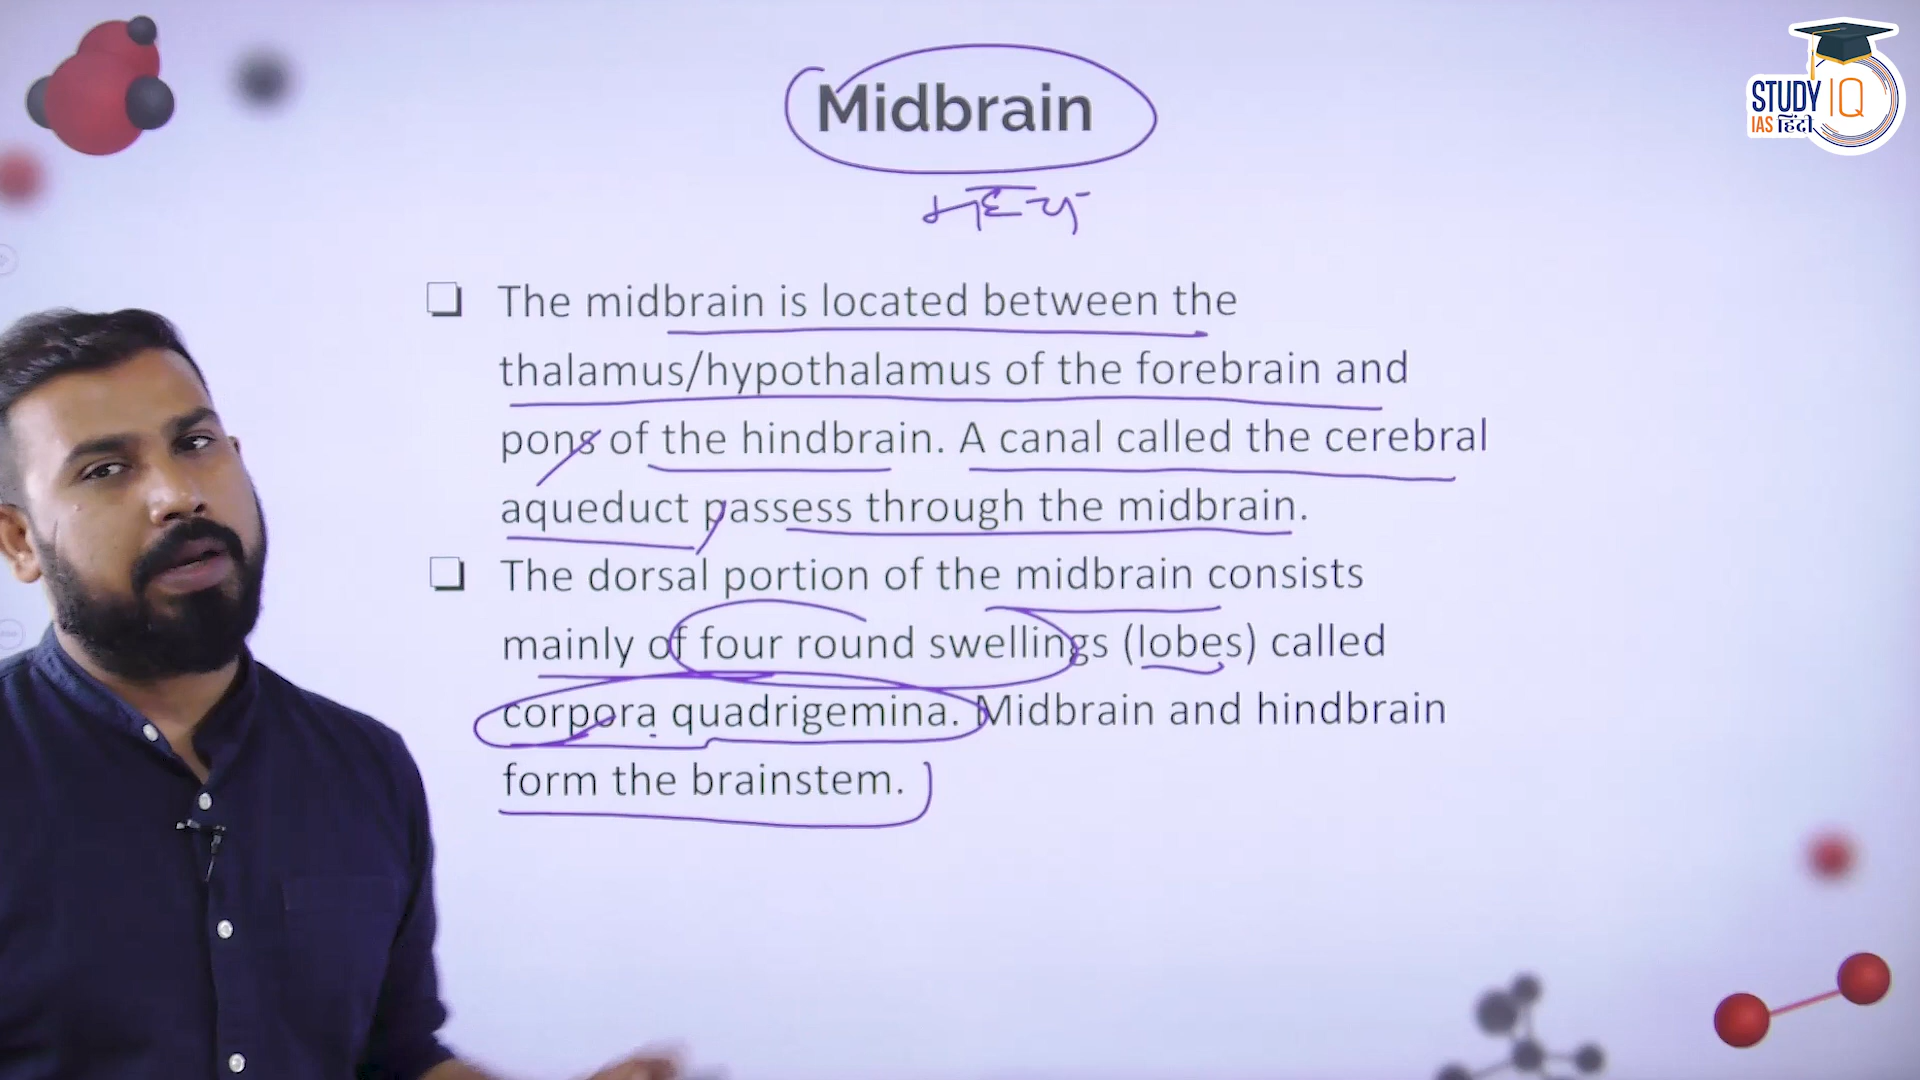 Midbrain
मध्य
The midbrain is located between the
thalamus/hypothalamus of the forebrain and
pons of the hindbrain. A canal called the cerebral
aqueduct passess through the midbrain.
The dorsal portion of the midbrain consists
mainly of four round swellings (lobes) called
corpora quadrigemina. Midbrain and hindbrain
form the brainstem.
STUDY IQ
IAS हिंदी